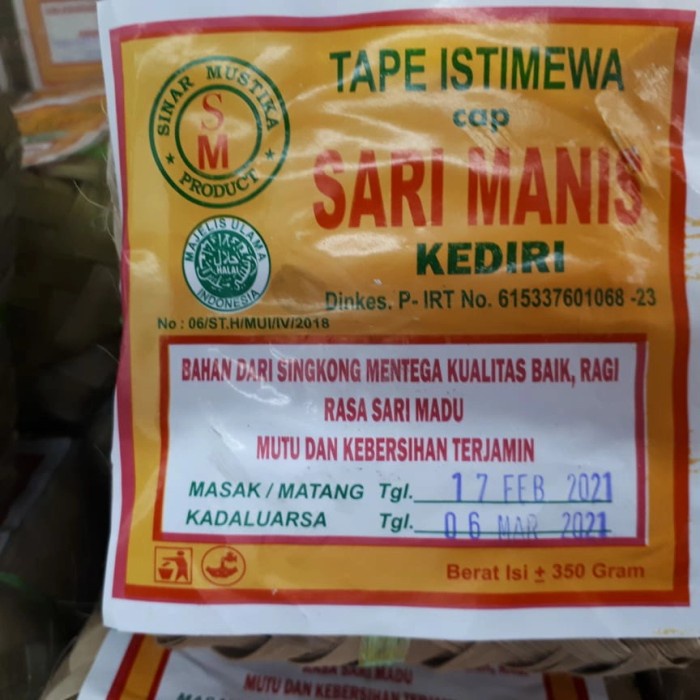 TAPE ISTIMEWA
cap
SARI MANIS
KEDIRI
Dinkes. P- IRT No. 615337601068 -23
SINAR MUSTIKA
SM
PRODUCT
MAJELIS ULAMA
حلال
HALAL
INDONESIA
No : 06/ST.H/MUI/IV/2018
BAHAN DARI SINGKONG MENTEGA KUALITAS BAIK, RAGI
RASA SARI MADU
MUTU DAN KEBERSIHAN TERJAMIN
MASAK / MATANG Tgl. 17 FEB 2021
KADALUARSA Tgl. 06 MAR 2021
Berat Isi ± 350 Gram
RASA SARI MADU
MUTU DAN KEBERSIHAN TERJAMIN